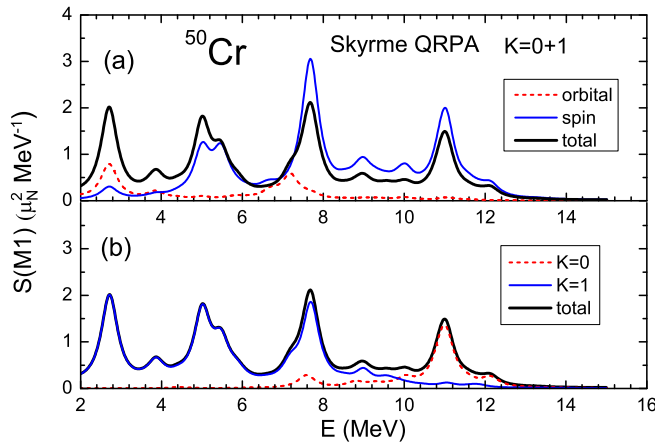 4
(a)
⁵⁰Cr
Skyrme QRPA K=0+1
3
orbital
spin
total
2
1
0
S(M1) (μ²_N MeV⁻¹)
(b)
3
K=0
K=1
total
2
1
0
2 4 6 8 10 12 14 16
E (MeV)